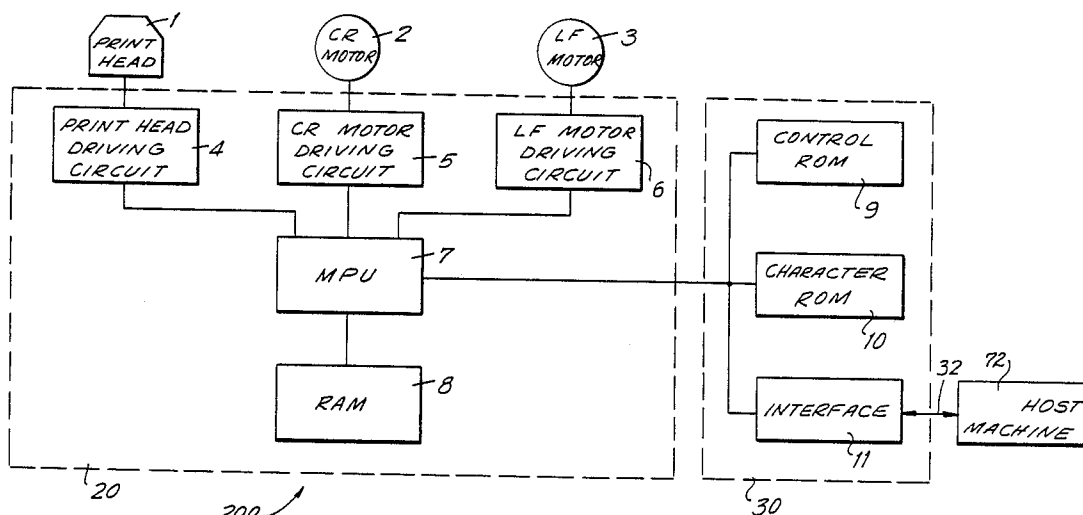 1
PRINT
HEAD
CR
MOTOR
2
LF
MOTOR
3
PRINT HEAD
DRIVING
CIRCUIT
4
CR MOTOR
DRIVING
CIRCUIT
5
LF MOTOR
DRIVING
CIRCUIT
6
CONTROL
ROM
9
MPU
7
CHARACTER
ROM
10
RAM
8
INTERFACE
11
32
72
HOST
MACHINE
20
200
30